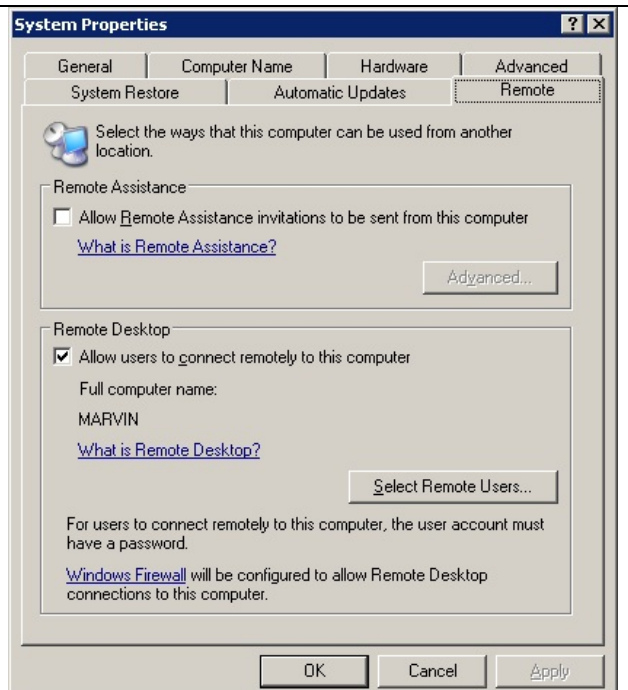 System Properties
General
Computer Name
Hardware
Advanced
System Restore
Automatic Updates
Remote
Select the ways that this computer can be used from another
location.
Remote Assistance
Allow Remote Assistance invitations to be sent from this computer
What is Remote Assistance?
Advanced...
Remote Desktop
Allow users to connect remotely to this computer
Full computer name:
MARVIN
What is Remote Desktop?
Select Remote Users...
For users to connect remotely to this computer, the user account must
have a password.
Windows Firewall will be configured to allow Remote Desktop
connections to this computer.
OK
Cancel
Apply